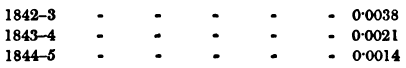 1842–3 - - - - - 0·0038
1843–4 - - - - - 0·0021
1844–5 - - - - - 0·0014